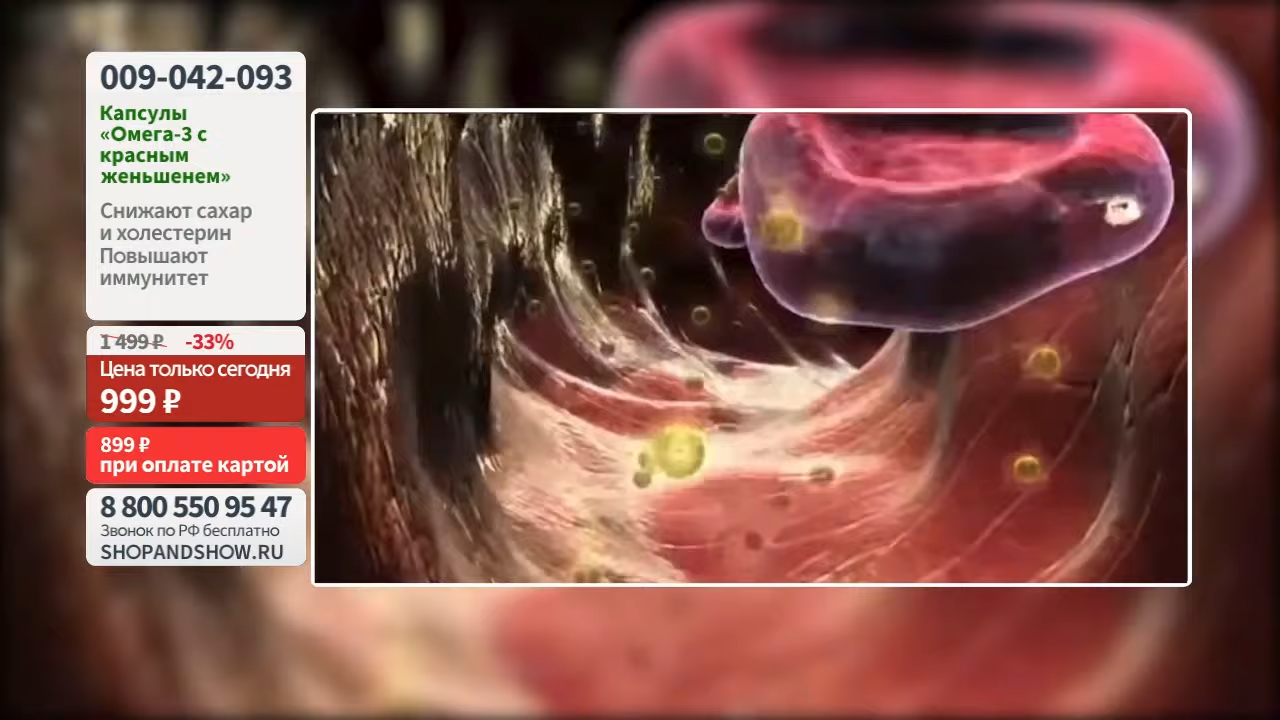 009-042-093
Капсулы
«Омега-3 с
красным
женьшенем»
Снижают сахар
и холестерин
Повышают
иммунитет
1 499 ₽ -33%
Цена только сегодня
999 ₽
899 ₽
при оплате картой
8 800 550 95 47
Звонок по РФ бесплатно
SHOPANDSHOW.RU